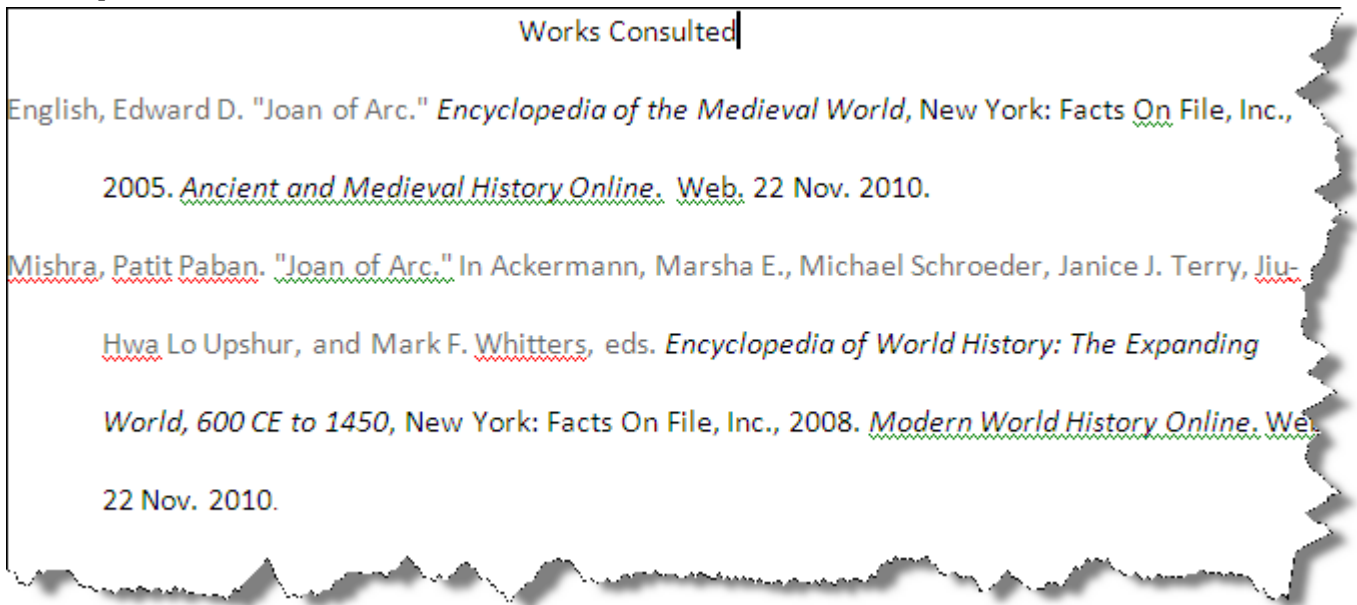 Works Consulted
English, Edward D. "Joan of Arc." Encyclopedia of the Medieval World, New York: Facts On File, Inc.,
2005. Ancient and Medieval History Online. Web. 22 Nov. 2010.
Mishra, Patit Paban. "Joan of Arc." In Ackermann, Marsha E., Michael Schroeder, Janice J. Terry, Jiu-
Hwa Lo Upshur, and Mark F. Whitters, eds. Encyclopedia of World History: The Expanding
World, 600 CE to 1450, New York: Facts On File, Inc., 2008. Modern World History Online. Web
22 Nov. 2010.